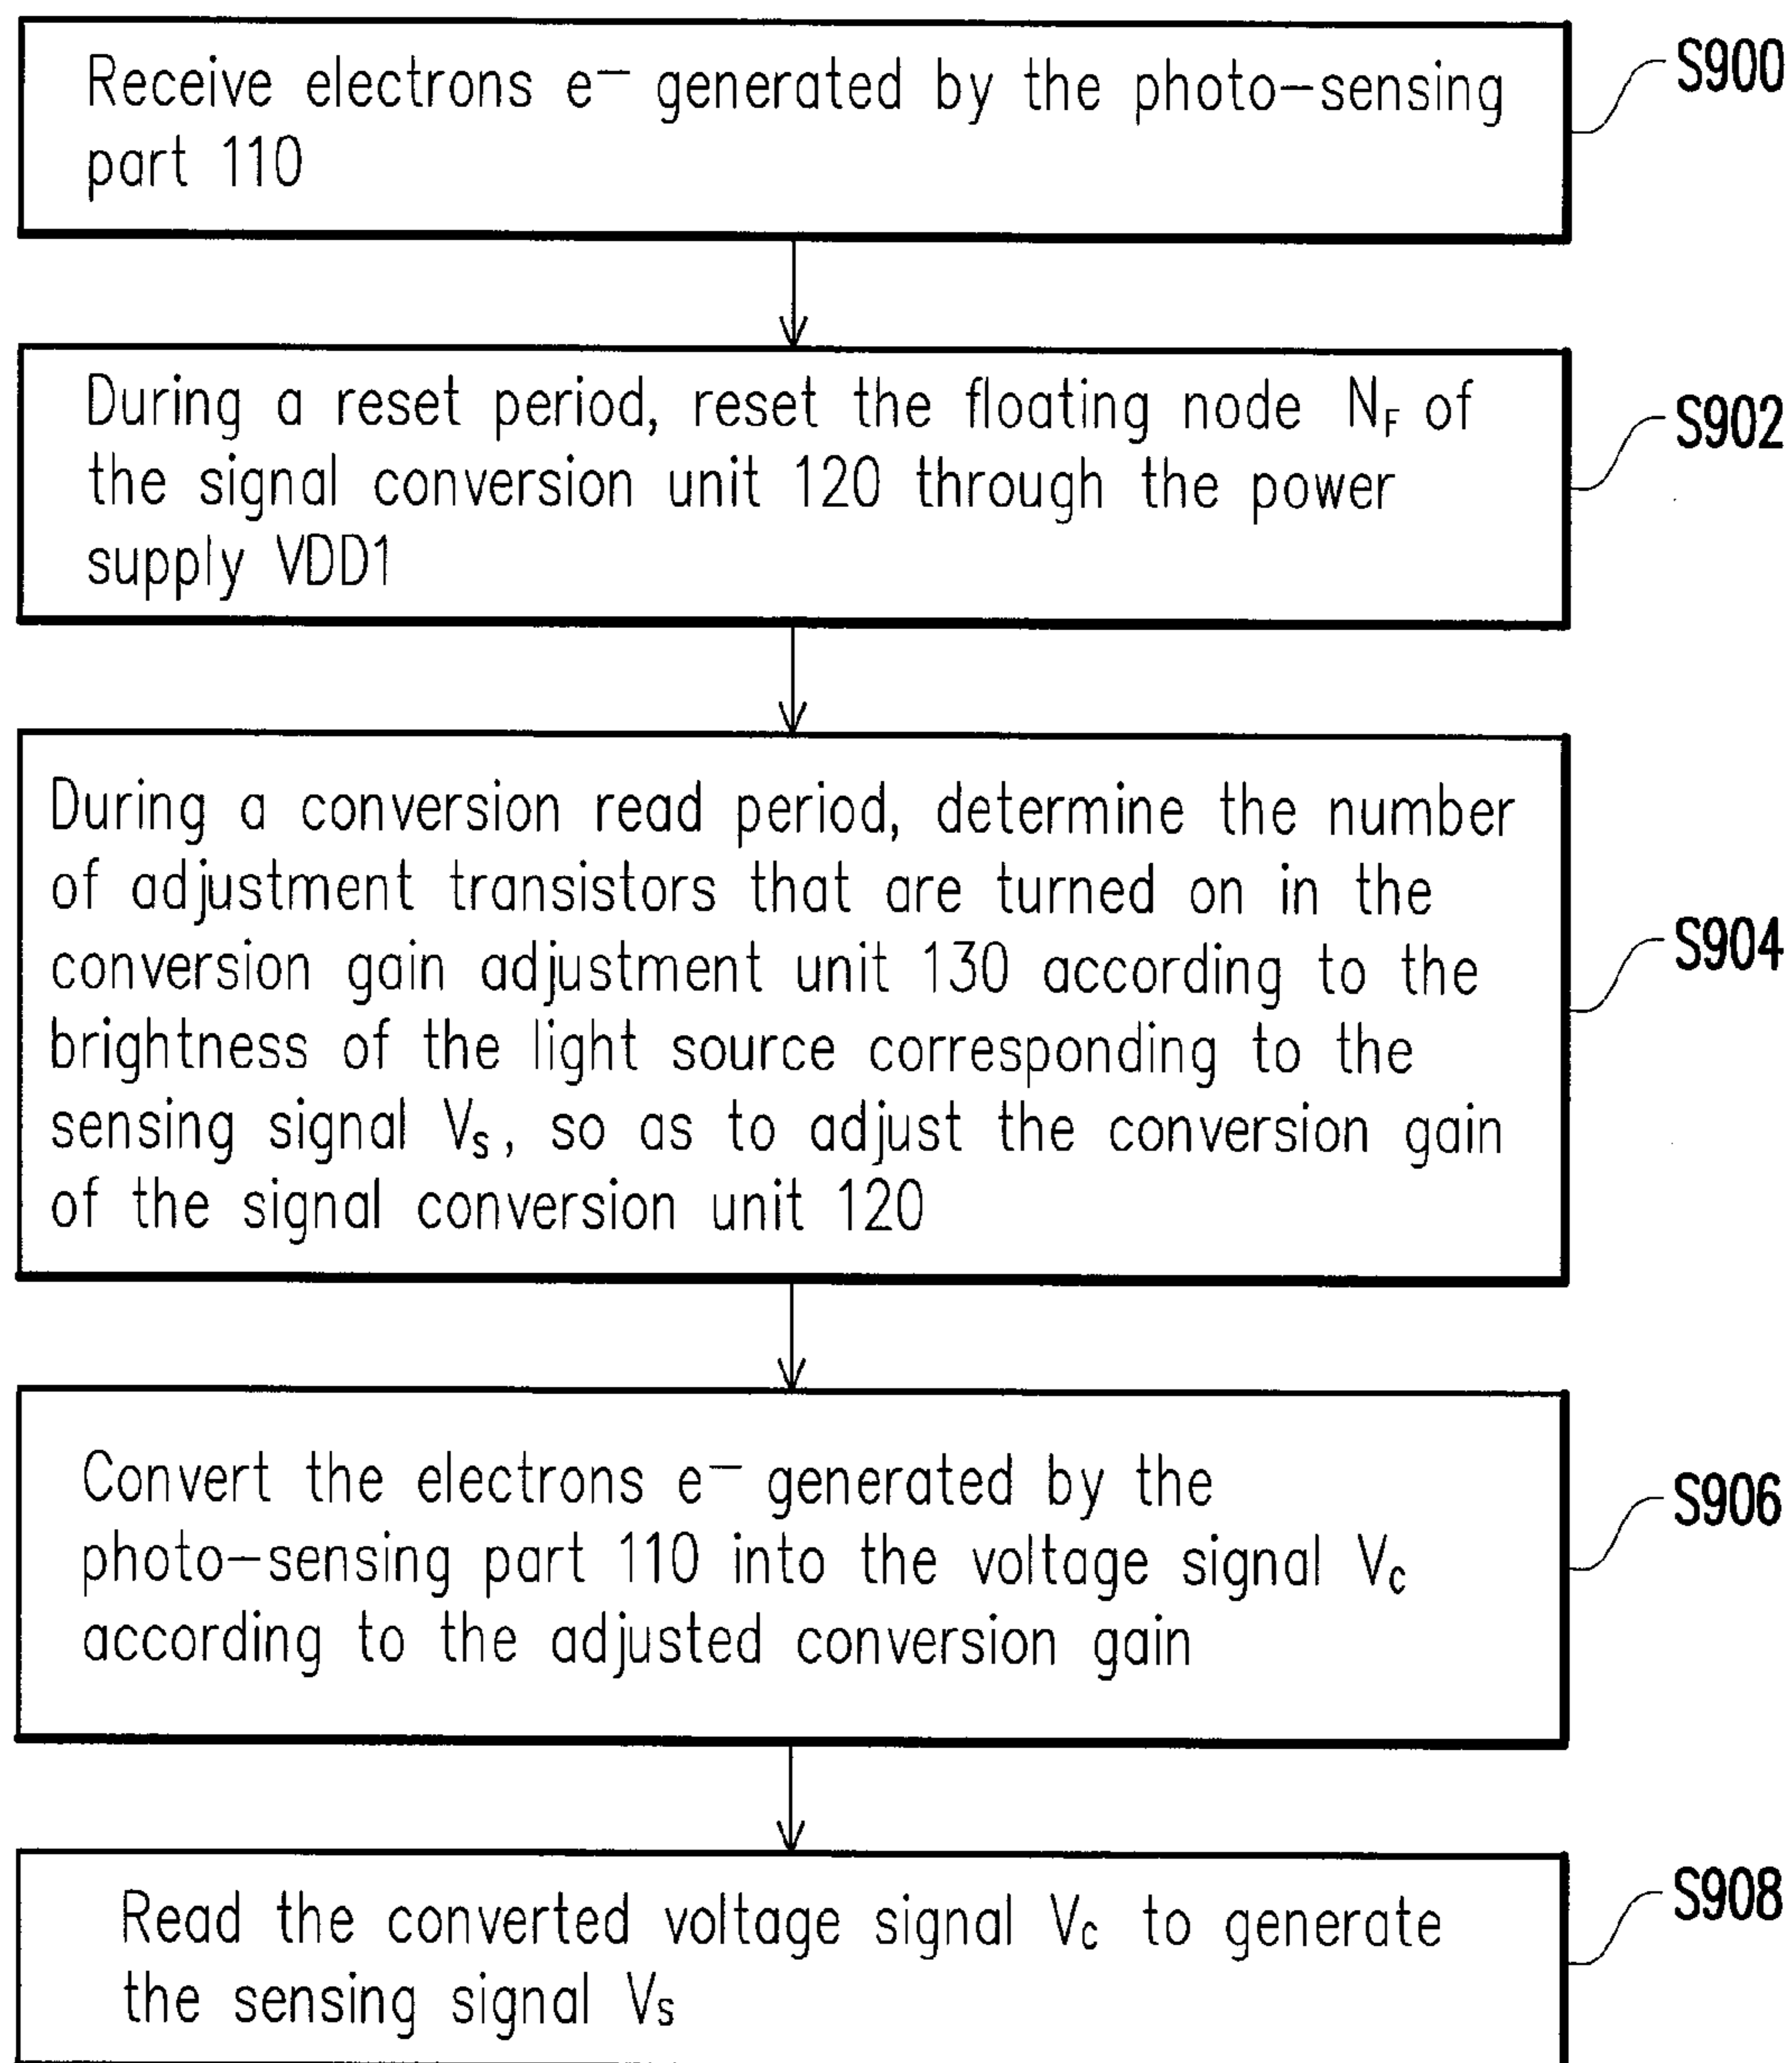 Receive electrons e⁻ generated by the photo-sensing
part 110
S900
During a reset period, reset the floating node N_F of
the signal conversion unit 120 through the power
supply VDD1
S902
During a conversion read period, determine the number
of adjustment transistors that are turned on in the
conversion gain adjustment unit 130 according to the
brightness of the light source corresponding to the
sensing signal V_s, so as to adjust the conversion gain
of the signal conversion unit 120
S904
Convert the electrons e⁻ generated by the
photo-sensing part 110 into the voltage signal V_c
according to the adjusted conversion gain
S906
Read the converted voltage signal V_c to generate
the sensing signal V_s
S908